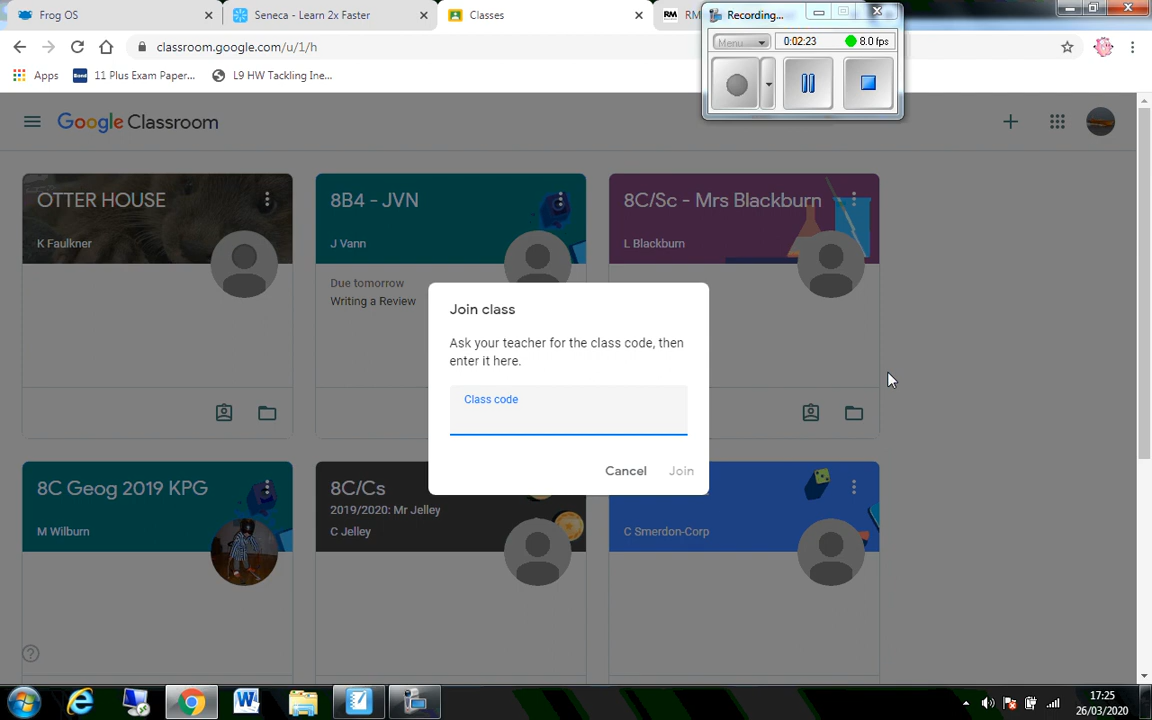 Frog OS
Seneca - Learn 2x Faster
Classes
RM
Recording...
Menu
0:02:23
8.0 fps
classroom.google.com/u/1/h
Apps
Bond
11 Plus Exam Paper...
L9 HW Tackling Ine...
Google Classroom
OTTER HOUSE
K Faulkner
8B4 - JVN
J Vann
Due tomorrow
Writing a Review
8C/Sc - Mrs Blackburn
L Blackburn
Join class
Ask your teacher for the class code, then
enter it here.
Class code
Cancel
Join
8C Geog 2019 KPG
M Wilburn
8C/Cs
2019/2020: Mr Jelley
C Jelley
C Smerdon-Corp
17:25
26/03/2020